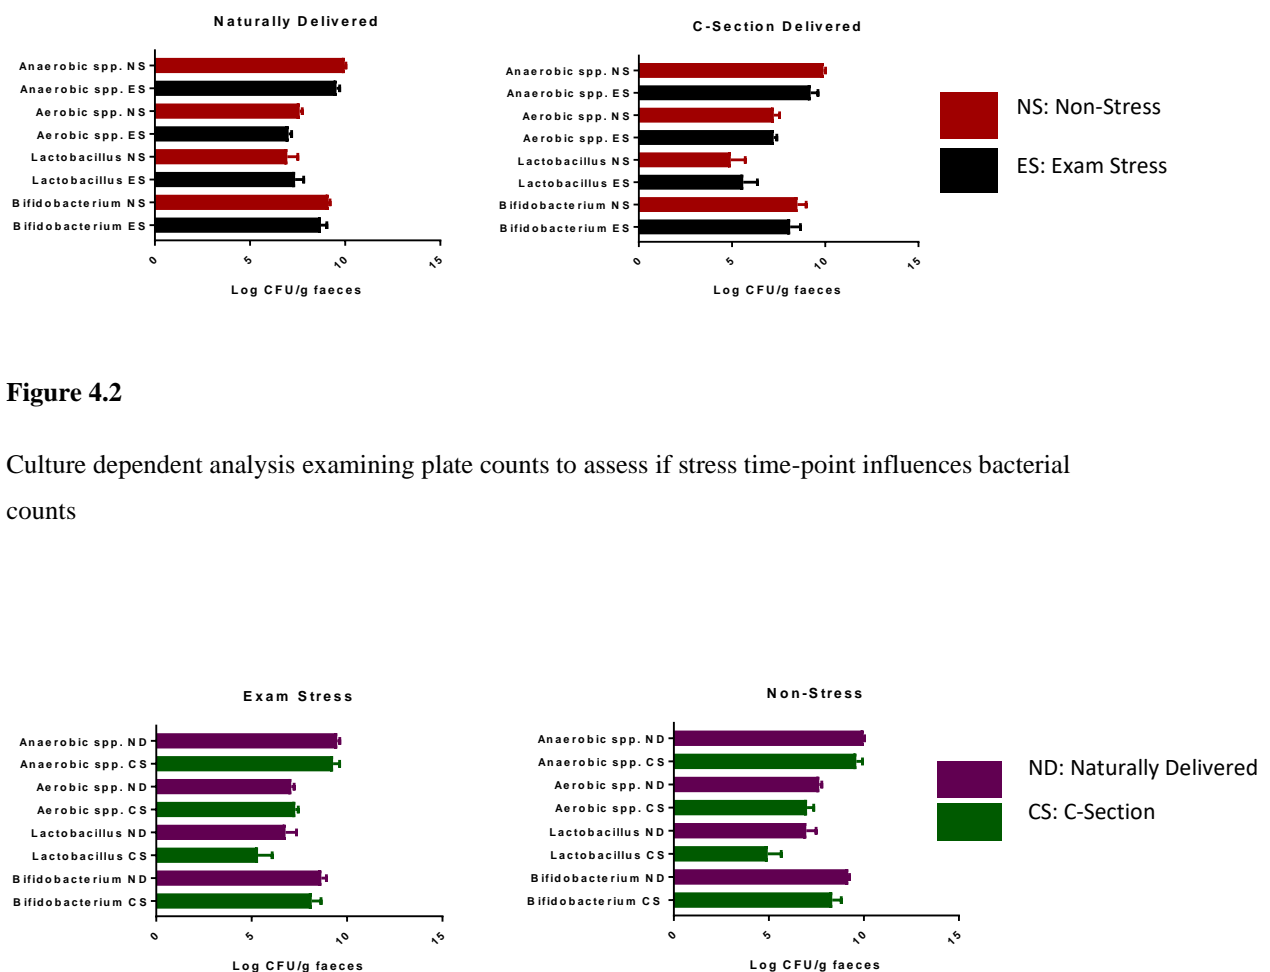 Naturally Delivered
Anaerobic spp. NS
Anaerobic spp. ES
Aerobic spp. NS
Aerobic spp. ES
Lactobacillus NS
Lactobacillus ES
Bifidobacterium NS
Bifidobacterium ES
0 5 10 15
Log CFU/g faeces
C-Section Delivered
Anaerobic spp. NS
Anaerobic spp. ES
Aerobic spp. NS
Aerobic spp. ES
Lactobacillus NS
Lactobacillus ES
Bifidobacterium NS
Bifidobacterium ES
0 5 10 15
Log CFU/g faeces
NS: Non-Stress
ES: Exam Stress
Figure 4.2
Culture dependent analysis examining plate counts to assess if stress time-point influences bacterial
counts
Exam Stress
Anaerobic spp. ND
Anaerobic spp. CS
Aerobic spp. ND
Aerobic spp. CS
Lactobacillus ND
Lactobacillus CS
Bifidobacterium ND
Bifidobacterium CS
0 5 10 15
Log CFU/g faeces
Non-Stress
Anaerobic spp. ND
Anaerobic spp. CS
Aerobic spp. ND
Aerobic spp. CS
Lactobacillus ND
Lactobacillus CS
Bifidobacterium ND
Bifidobacterium CS
0 5 10 15
Log CFU/g faeces
ND: Naturally Delivered
CS: C-Section